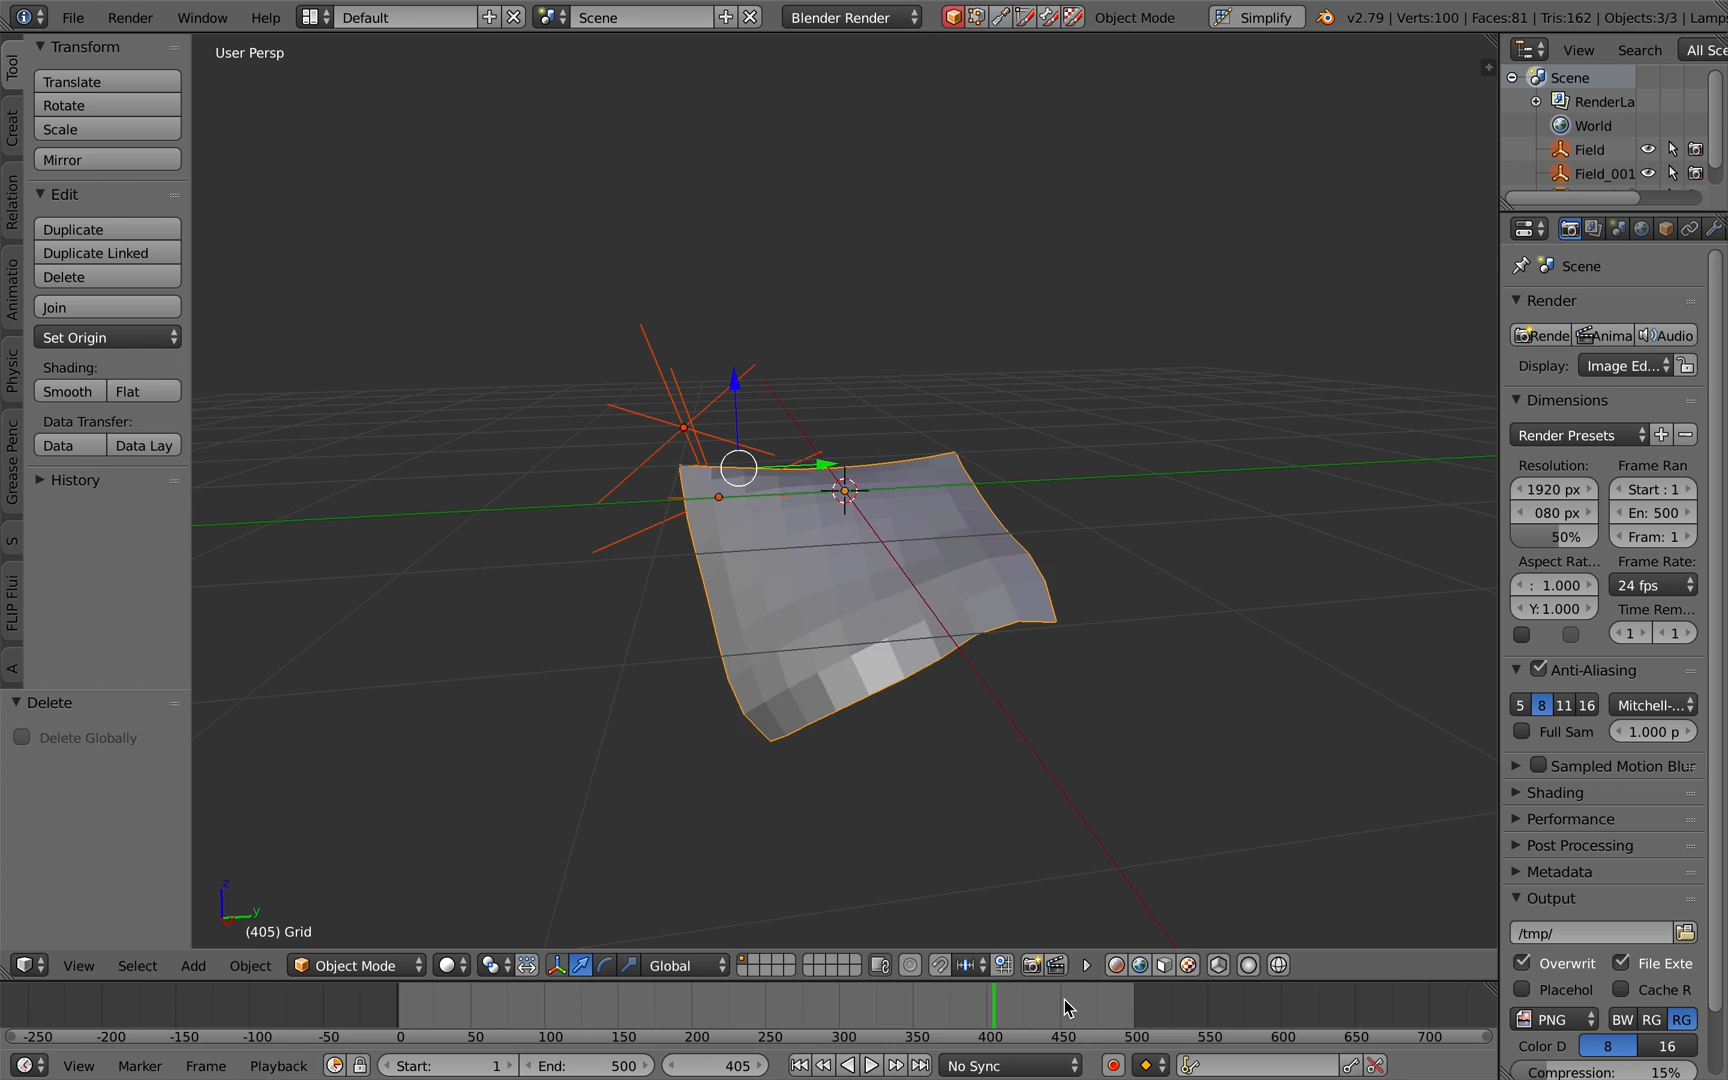 File Render Window Help Default Scene Blender Render Object Mode Simplify v2.79 | Verts:100 | Faces:81 | Tris:162 | Objects:3/3 | Lamp
Transform
Translate
Rotate
Scale
Mirror
Edit
Duplicate
Duplicate Linked
Delete
Join
Set Origin
Shading:
Smooth Flat
Data Transfer:
Data Data Lay
History
Delete
Delete Globally
Tool
Creat
Relation
Animatio
Physic
Grease Penc
S
FLIP Flui
A
User Persp
z
y
(405) Grid
View Search All Sce
Scene
RenderLa
World
Field
Field_001
Scene
Render
Rende Anima Audio
Display: Image Ed...
Dimensions
Render Presets
Resolution: Frame Ran
1920 px Start : 1
080 px En: 500
50% Fram: 1
Aspect Rat... Frame Rate:
: 1.000 24 fps
Y: 1.000 Time Rem...
1 1
Anti-Aliasing
5 8 11 16 Mitchell-...
Full Sam 1.000 p
Sampled Motion Blur
Shading
Performance
Post Processing
Metadata
Output
/tmp/
Overwrit File Exte
Placehol Cache R
PNG BW RG RG
Color D 8 16
Compression: 15%
View Select Add Object Object Mode Global
-250 -200 -150 -100 -50 0 50 100 150 200 250 300 350 400 450 500 550 600 650 700
View Marker Frame Playback Start: 1 End: 500 405 No Sync